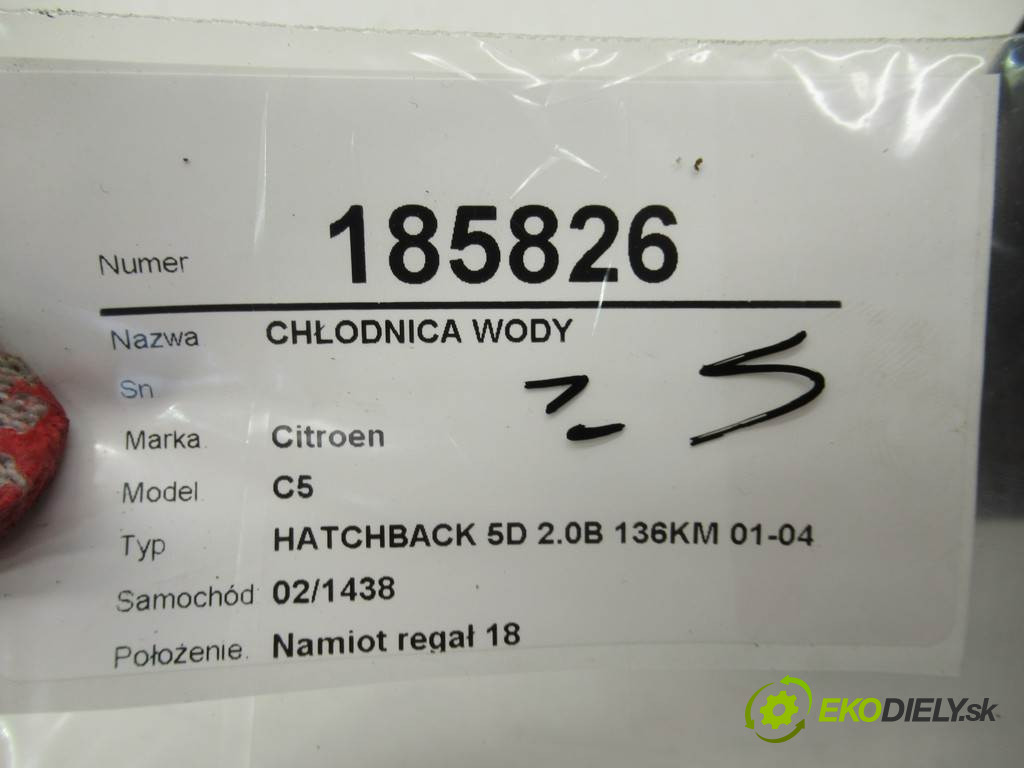 Numer 185826
Nazwa CHŁODNICA WODY
Sn
Marka Citroen
Model C5
Typ HATCHBACK 5D 2.0B 136KM 01-04
Samochód 02/1438
Położenie. Namiot regał 18
EKODIELY.sk